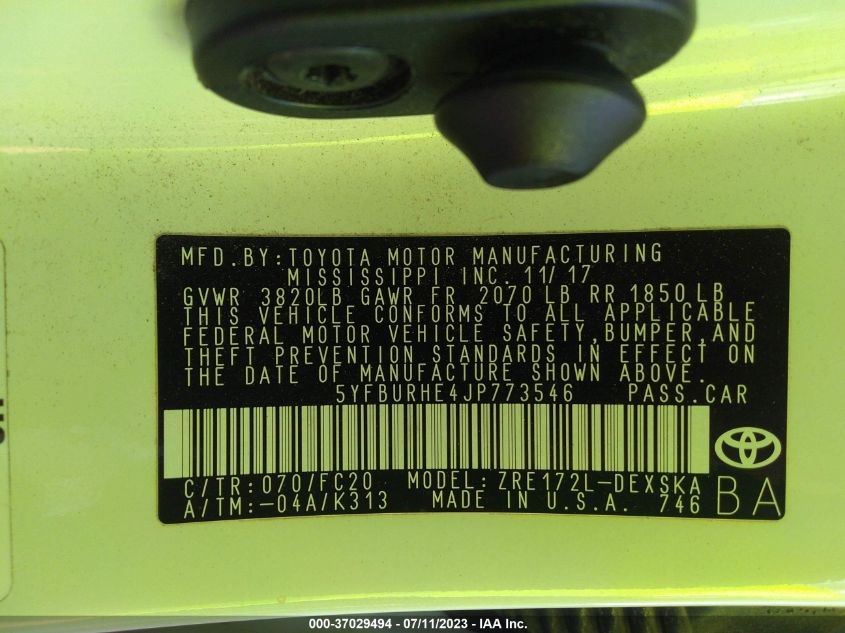 MFD.BY:TOYOTA MOTOR MANUFACTURING
MISSISSIPPI INC. 11/17
GVWR 3820LB GAWR FR 2070 LB RR 1850 LB
THIS VEHICLE CONFORMS TO ALL APPLICABLE
FEDERAL MOTOR VEHICLE SAFETY,BUMPER,AND
THEFT PREVENTION STANDARDS IN EFFECT ON
THE DATE OF MANUFACTURE SHOWN ABOVE.
5YFBURHE4JP773546 PASS.CAR
C/TR:070/FC20 MODEL:ZRE172L-DEXSKA
A/TM:-04A/K313 MADE IN U.S.A. 746
BA
000-37029494 - 07/11/2023 - IAA Inc.